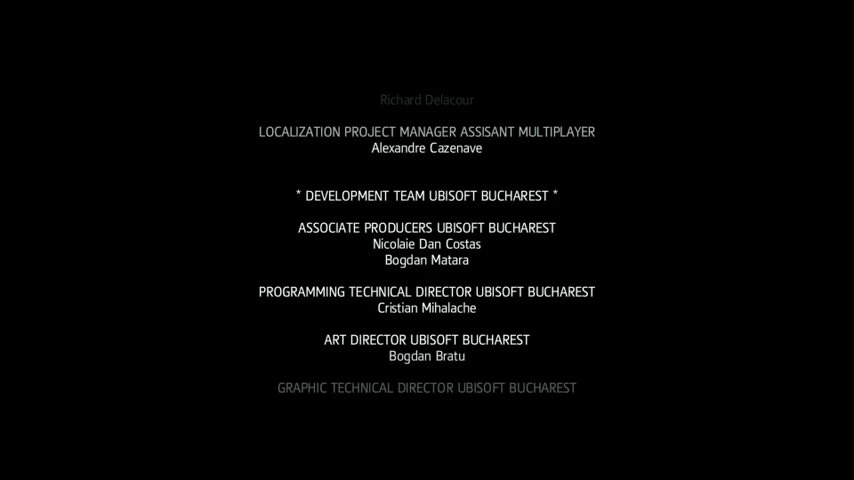 Richard Delacour
LOCALIZATION PROJECT MANAGER ASSISANT MULTIPLAYER
Alexandre Cazenave
* DEVELOPMENT TEAM UBISOFT BUCHAREST *
ASSOCIATE PRODUCERS UBISOFT BUCHAREST
Nicolaie Dan Costas
Bogdan Matara
PROGRAMMING TECHNICAL DIRECTOR UBISOFT BUCHAREST
Cristian Mihalache
ART DIRECTOR UBISOFT BUCHAREST
Bogdan Bratu
GRAPHIC TECHNICAL DIRECTOR UBISOFT BUCHAREST